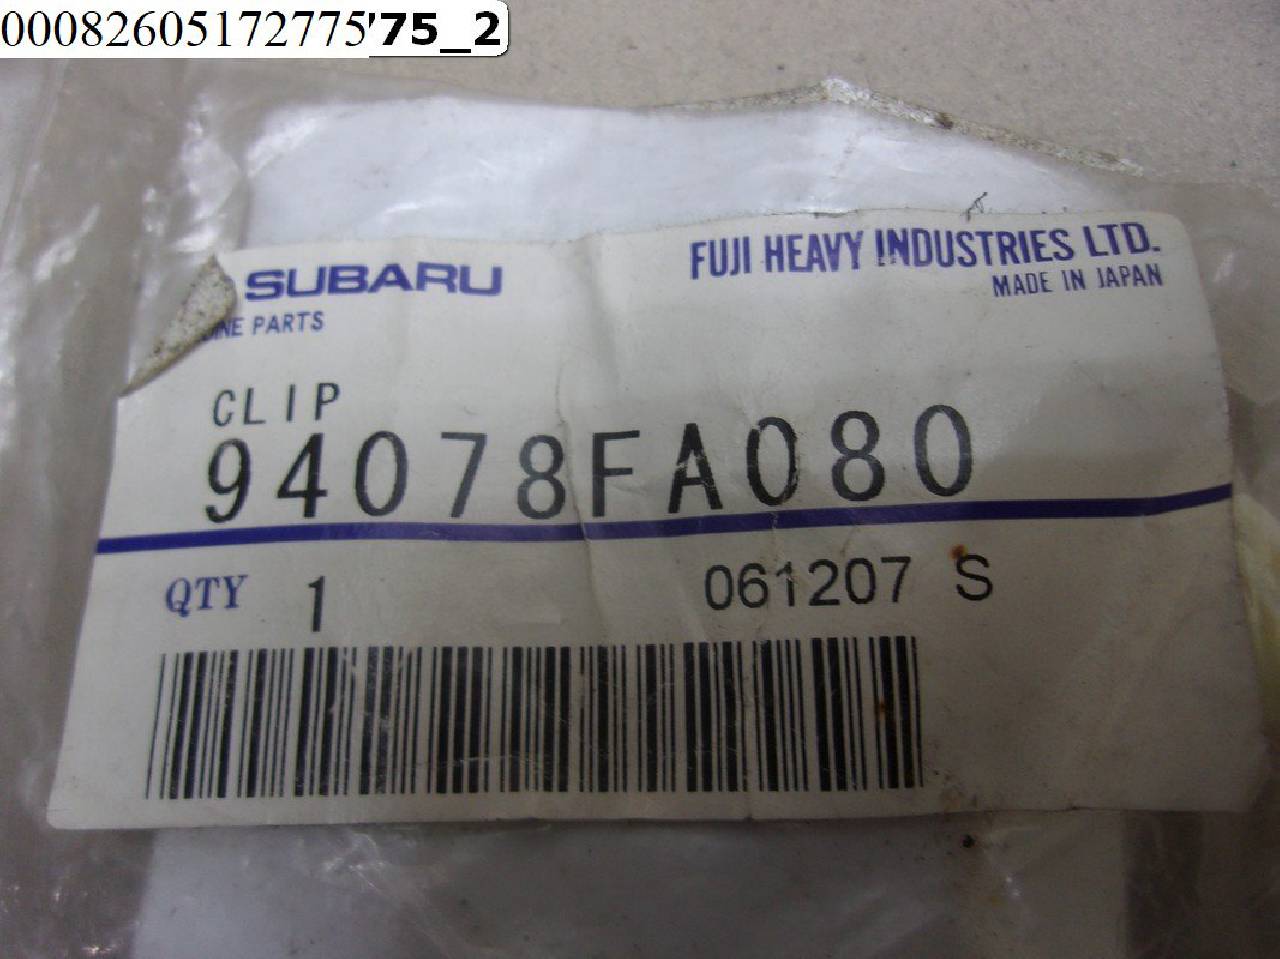 00082605172775'75_2
SUBARU
FUJI HEAVY INDUSTRIES LTD.
MADE IN JAPAN
PARTS
CLIP
94078FA080
QTY 1
061207 S